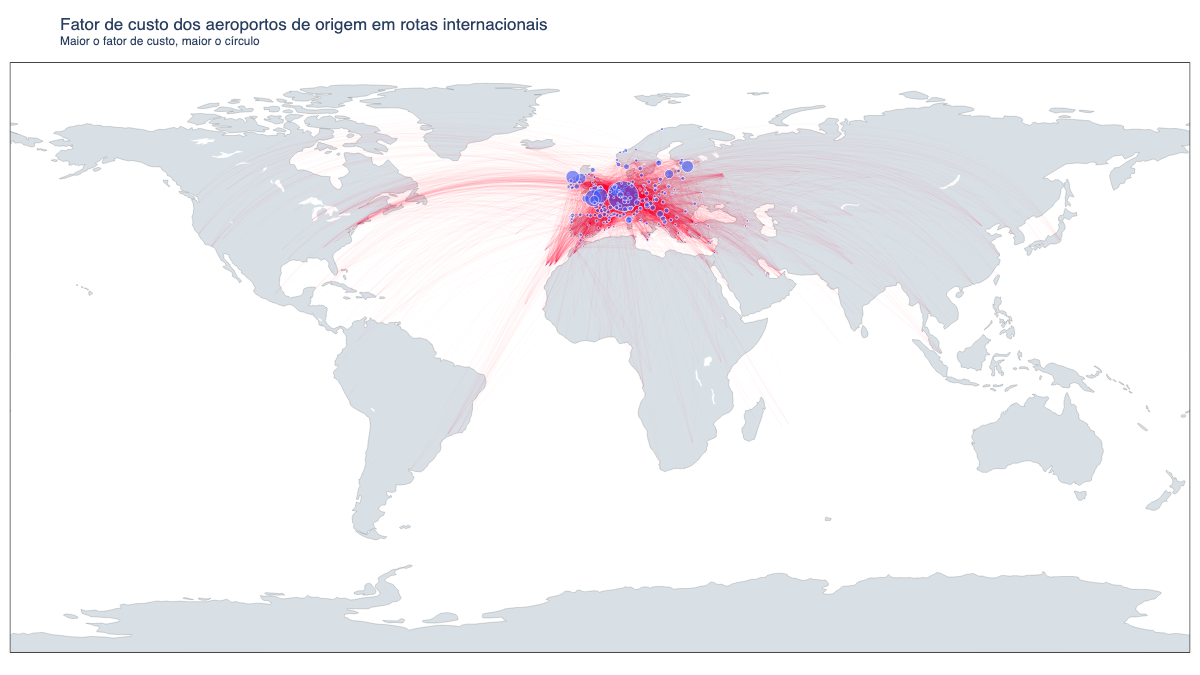 Fator de custo dos aeroportos de origem em rotas internacionais
Maior o fator de custo, maior o círculo